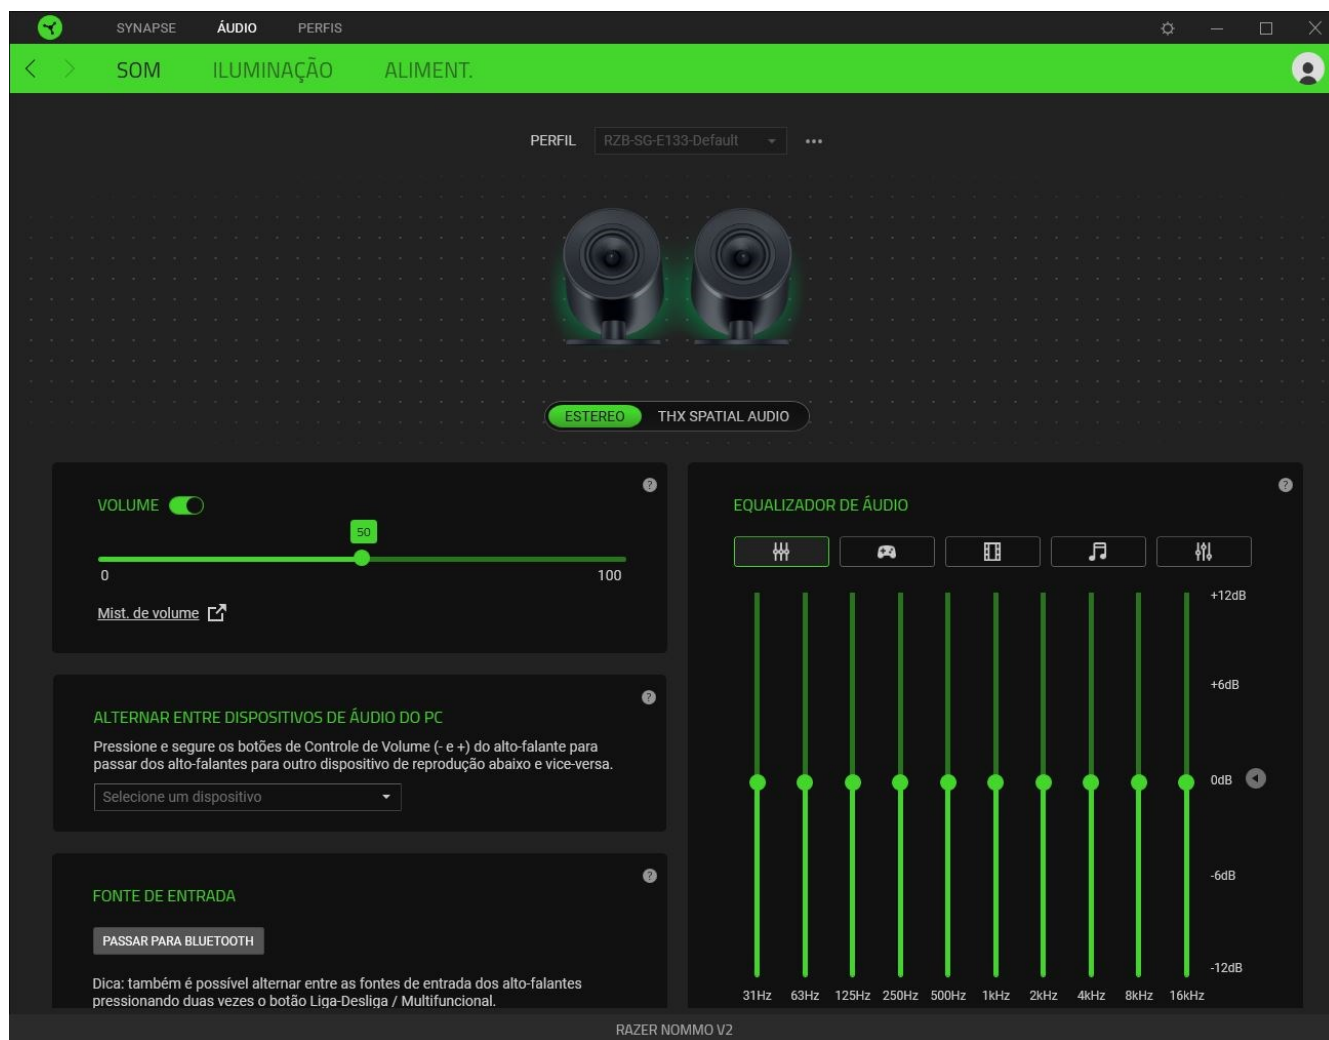 SYNAPSE ÁUDIO PERFIS
SOM ILUMINAÇÃO ALIMENT.
PERFIL RZB-SG-E133-Default
ESTEREO THX SPATIAL AUDIO
VOLUME
50
0 100
Mist. de volume
ALTERNAR ENTRE DISPOSITIVOS DE ÁUDIO DO PC
Pressione e segure os botões de Controle de Volume (- e +) do alto-falante para
passar dos alto-falantes para outro dispositivo de reprodução abaixo e vice-versa.
Selecione um dispositivo
FONTE DE ENTRADA
PASSAR PARA BLUETOOTH
Dica: também é possível alternar entre as fontes de entrada dos alto-falantes
pressionando duas vezes o botão Liga-Desliga / Multifuncional.
EQUALIZADOR DE ÁUDIO
+12dB
+6dB
0dB
-6dB
-12dB
31Hz 63Hz 125Hz 250Hz 500Hz 1kHz 2kHz 4kHz 8kHz 16kHz
RAZER NOMMO V2